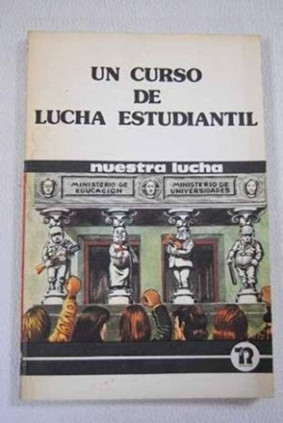 UN CURSO
DE
LUCHA ESTUDIANTIL
nuestra lucha
MINISTERIO DE
EDUCACION
MINISTERIO DE
UNIVERSIDADES